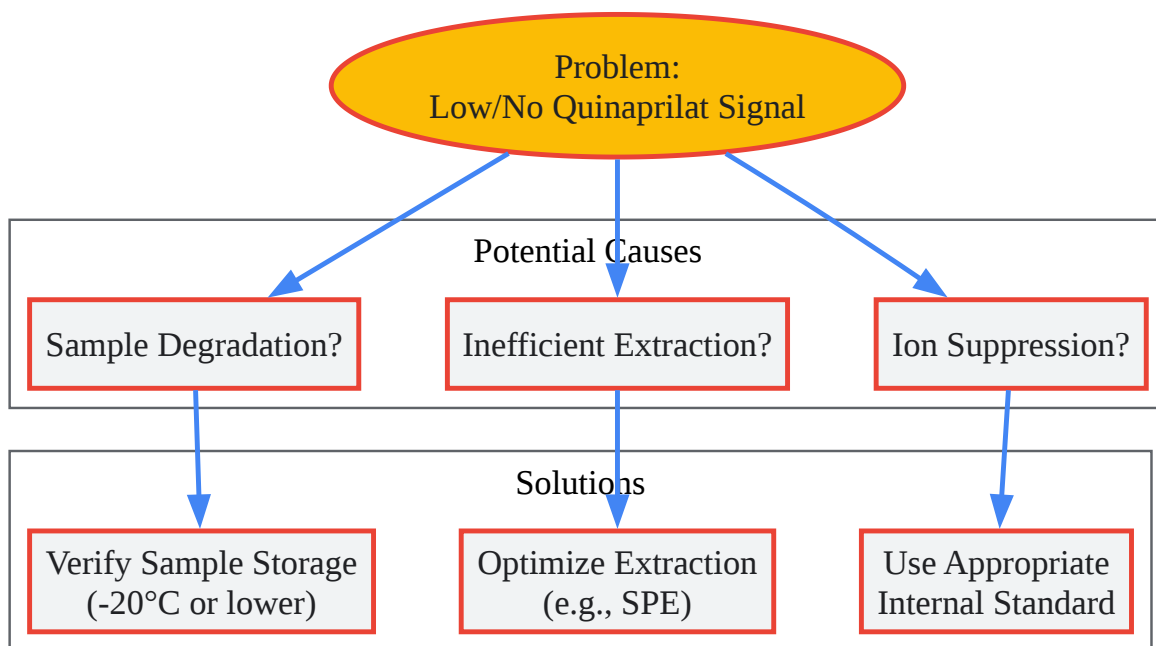 Problem:
Low/No Quinaprilat Signal
Potential Causes
Sample Degradation?
Inefficient Extraction?
Ion Suppression?
Solutions
Verify Sample Storage
(-20°C or lower)
Optimize Extraction
(e.g., SPE)
Use Appropriate
Internal Standard